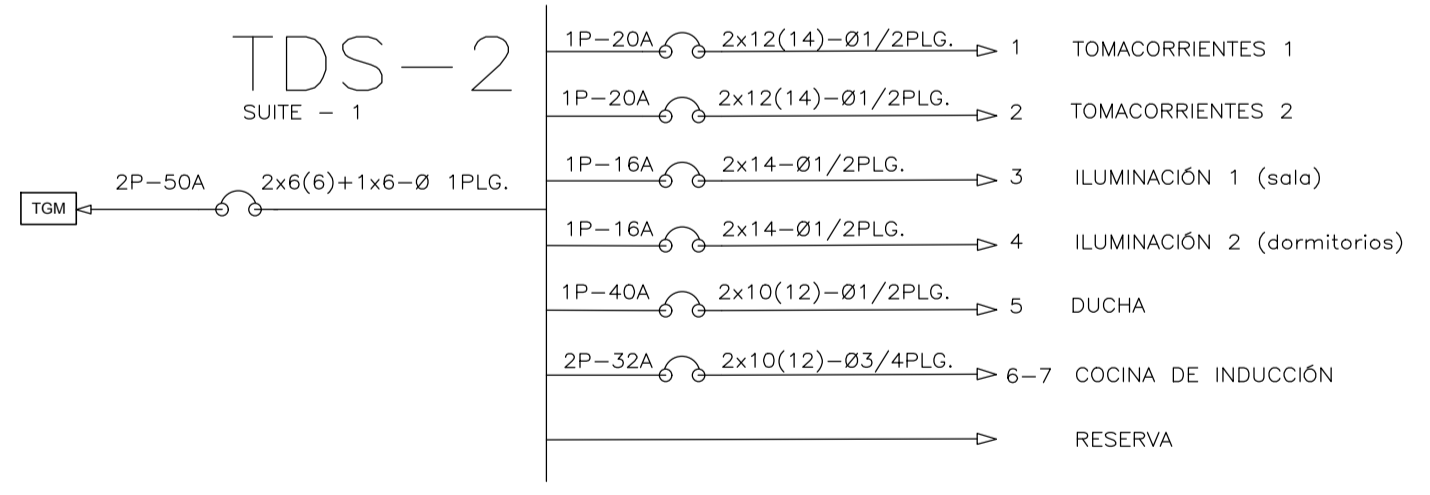 TDS-2
SUITE - 1
TGM
2P-50A 2x6(6)+1x6-Ø 1PLG.
1P-20A 2x12(14)-Ø1/2PLG. 1 TOMACORRIENTES 1
1P-20A 2x12(14)-Ø1/2PLG. 2 TOMACORRIENTES 2
1P-16A 2x14-Ø1/2PLG. 3 ILUMINACIÓN 1 (sala)
1P-16A 2x14-Ø1/2PLG. 4 ILUMINACIÓN 2 (dormitorios)
1P-40A 2x10(12)-Ø1/2PLG. 5 DUCHA
2P-32A 2x10(12)-Ø3/4PLG. 6-7 COCINA DE INDUCCIÓN
RESERVA